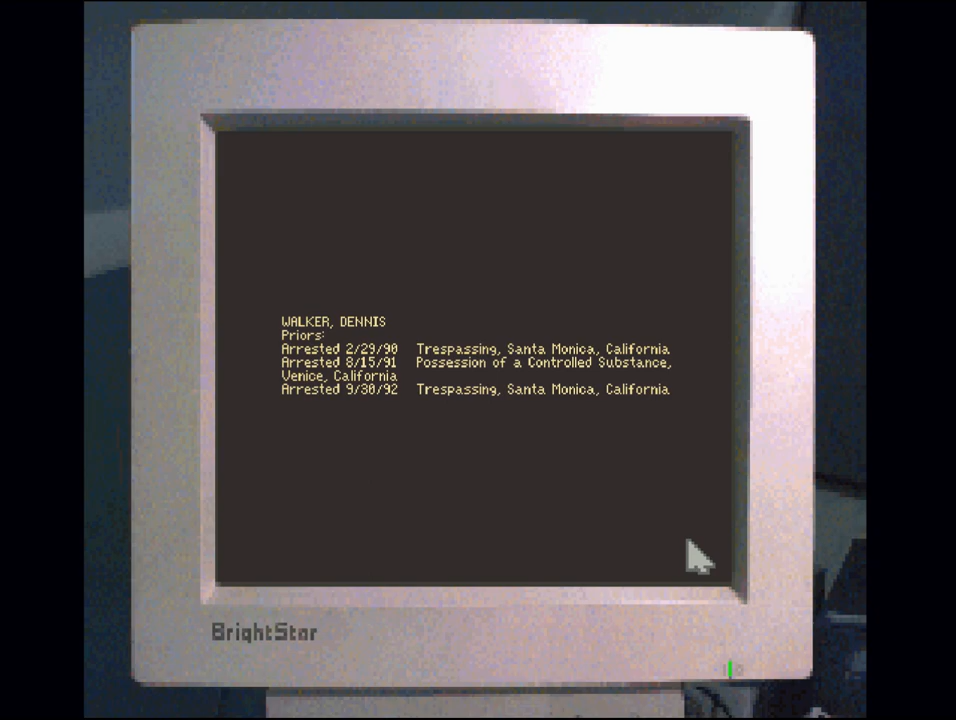 WALKER, DENNIS
Priors:
Arrested 2/29/90 Trespassing, Santa Monica, California
Arrested 8/15/91 Possession of a Controlled Substance,
Venice, California
Arrested 9/30/92 Trespassing, Santa Monica, California
BrightStar